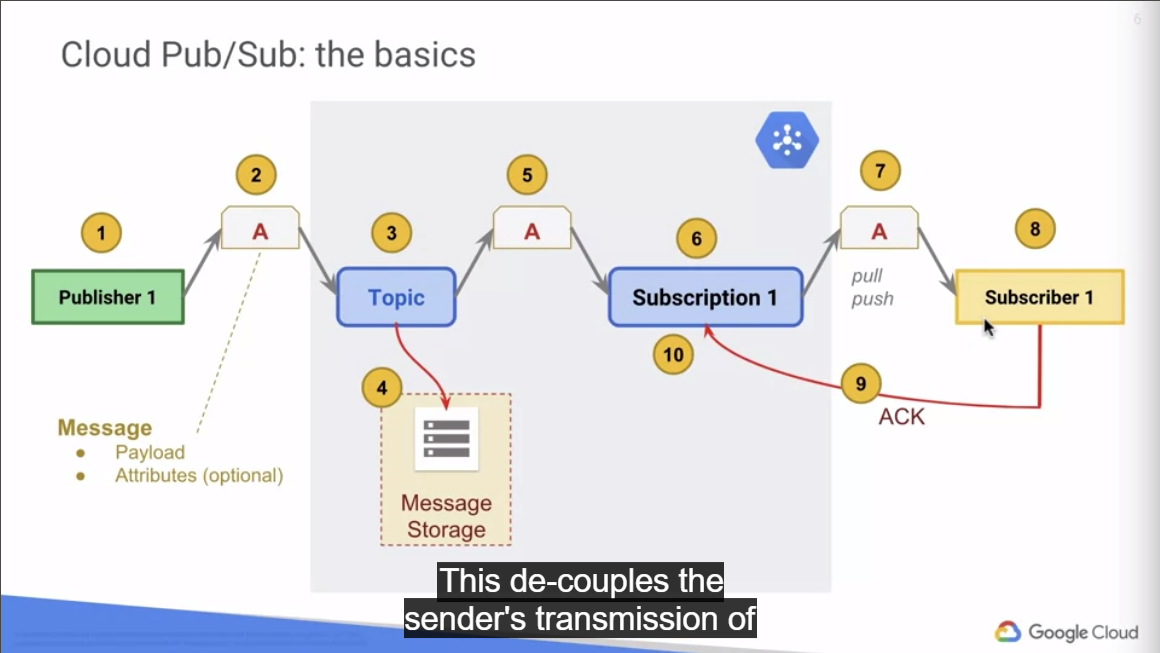 6
Cloud Pub/Sub: the basics
1
2
3
4
5
6
7
8
9
10
A
A
A
Publisher 1
Topic
Subscription 1
Subscriber 1
pull
push
ACK
Message
● Payload
● Attributes (optional)
Message
Storage
This de-couples the
sender's transmission of
Google Cloud